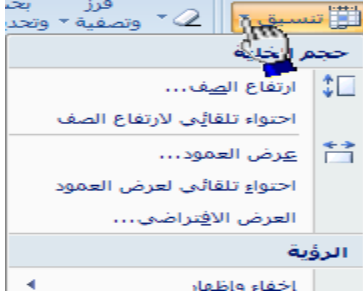 فرز
وتصفية
تنسيق
حجم الخلية
ارتفاع الصف...
احتواء تلقائي لارتفاع الصف
عرض العمود...
احتواء تلقائي لعرض العمود
العرض الافتراضي...
الرؤية
إخفاء وإظهار